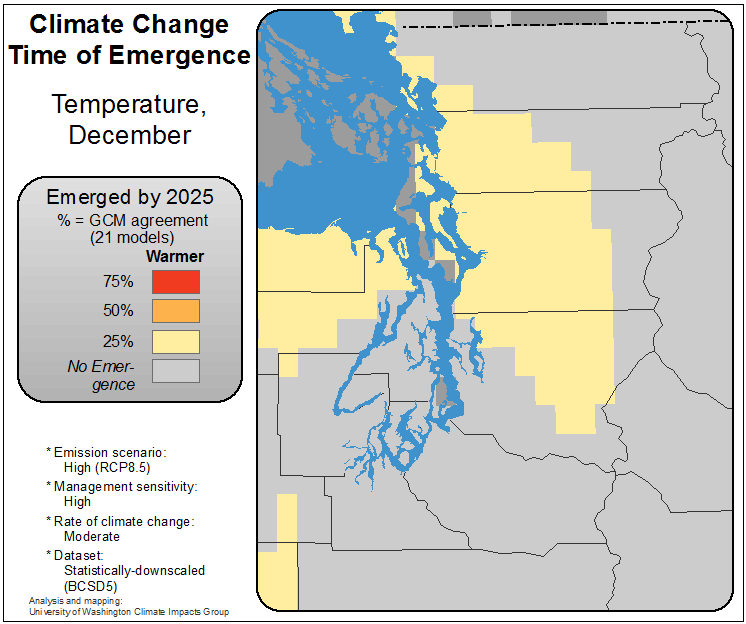 Climate Change
Time of Emergence
Temperature,
December
Emerged by 2025
% = GCM agreement
(21 models)
Warmer
75%
50%
25%
No Emer-
gence
* Emission scenario:
High (RCP8.5)
* Management sensitivity:
High
* Rate of climate change:
Moderate
* Dataset:
Statistically-downscaled
(BCSD5)
Analysis and mapping:
University of Washington Climate Impacts Group